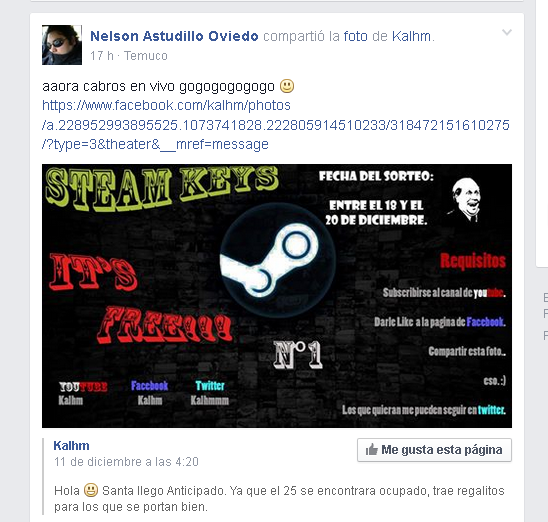 Nelson Astudillo Oviedo compartió la foto de Kalhm.
17 h · Temuco
aaora cabros en vivo gogogogogogo
https://www.facebook.com/kalhm/photos
/a.228952993895525.1073741828.222805914510233/318472151610275
/?type=3&theater&__mref=message
STEAM KEYS
FECHA DEL SORTEO:
ENTRE EL 18 Y EL
20 DE DICIEMBRE.
IT'S
FREE!!!
Nº1
Requisitos
Subscribirse al canal de youtube.
Darle Like a la pagina de Facebook.
Compartir esta foto..
eso. :)
Los que quieran me pueden seguir en twitter.
YOUTUBE
Kalhm
Facebook
Kalhm
Twitter
Kalhmmm
Kalhm
11 de diciembre a las 4:20
Me gusta esta página
Hola Santa llego Anticipado. Ya que el 25 se encontrara ocupado, trae regalitos
para los que se portan bien.